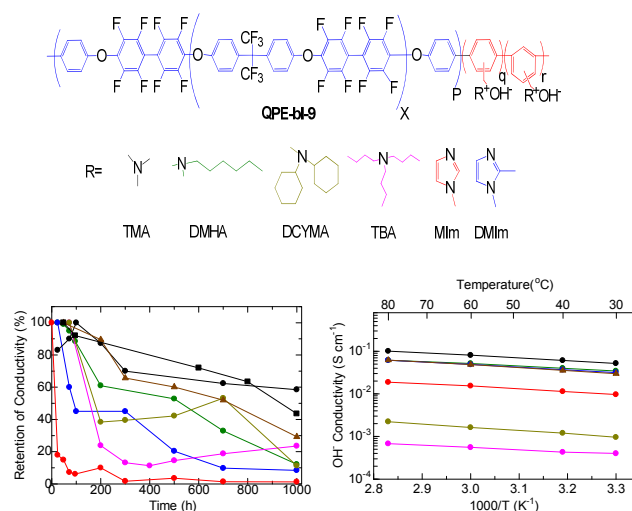 F F F F CF₃ F F F F
O O O O
F F F F CF₃ F F F F
R⁺OH⁻ R⁺OH⁻
P q r
QPE-bl-9
X
R=
N N N N N N
N N
TMA DMHA DCYMA TBA MIm DMIm
Retention of Conductivity (%)
100
80
60
40
20
0
0 200 400 600 800 1000
Time (h)
Temperature(°C)
80 70 60 50 40 30
OH⁻ Conductivity (S cm⁻¹)
10⁻¹
10⁻²
10⁻³
10⁻⁴
2.8 2.9 3.0 3.1 3.2 3.3
1000/T (K⁻¹)